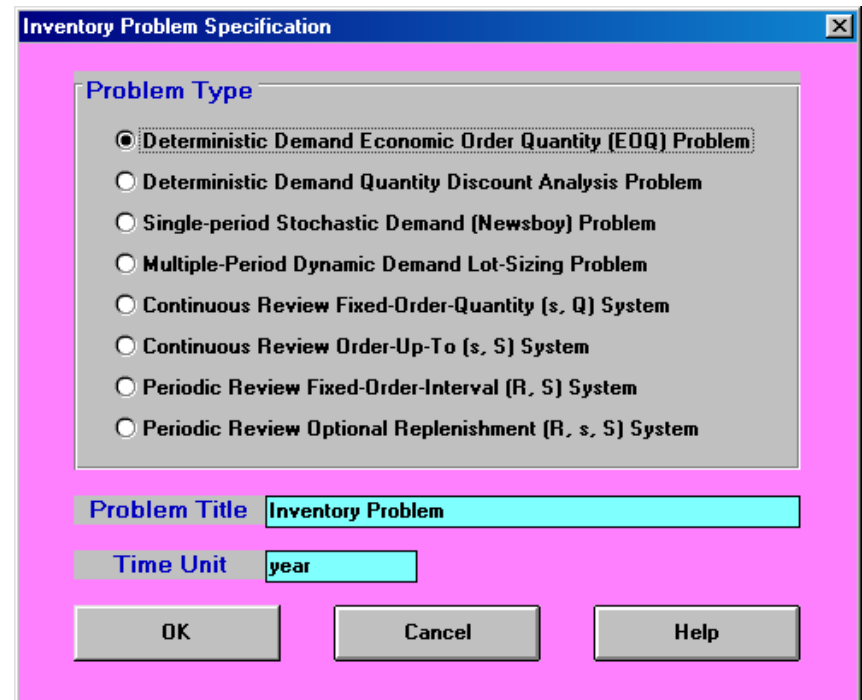 Inventory Problem Specification
Problem Type
Deterministic Demand Economic Order Quantity (EOQ) Problem
Deterministic Demand Quantity Discount Analysis Problem
Single-period Stochastic Demand (Newsboy) Problem
Multiple-Period Dynamic Demand Lot-Sizing Problem
Continuous Review Fixed-Order-Quantity (s, Q) System
Continuous Review Order-Up-To (s, S) System
Periodic Review Fixed-Order-Interval (R, S) System
Periodic Review Optional Replenishment (R, s, S) System
Problem Title Inventory Problem
Time Unit year
OK Cancel Help